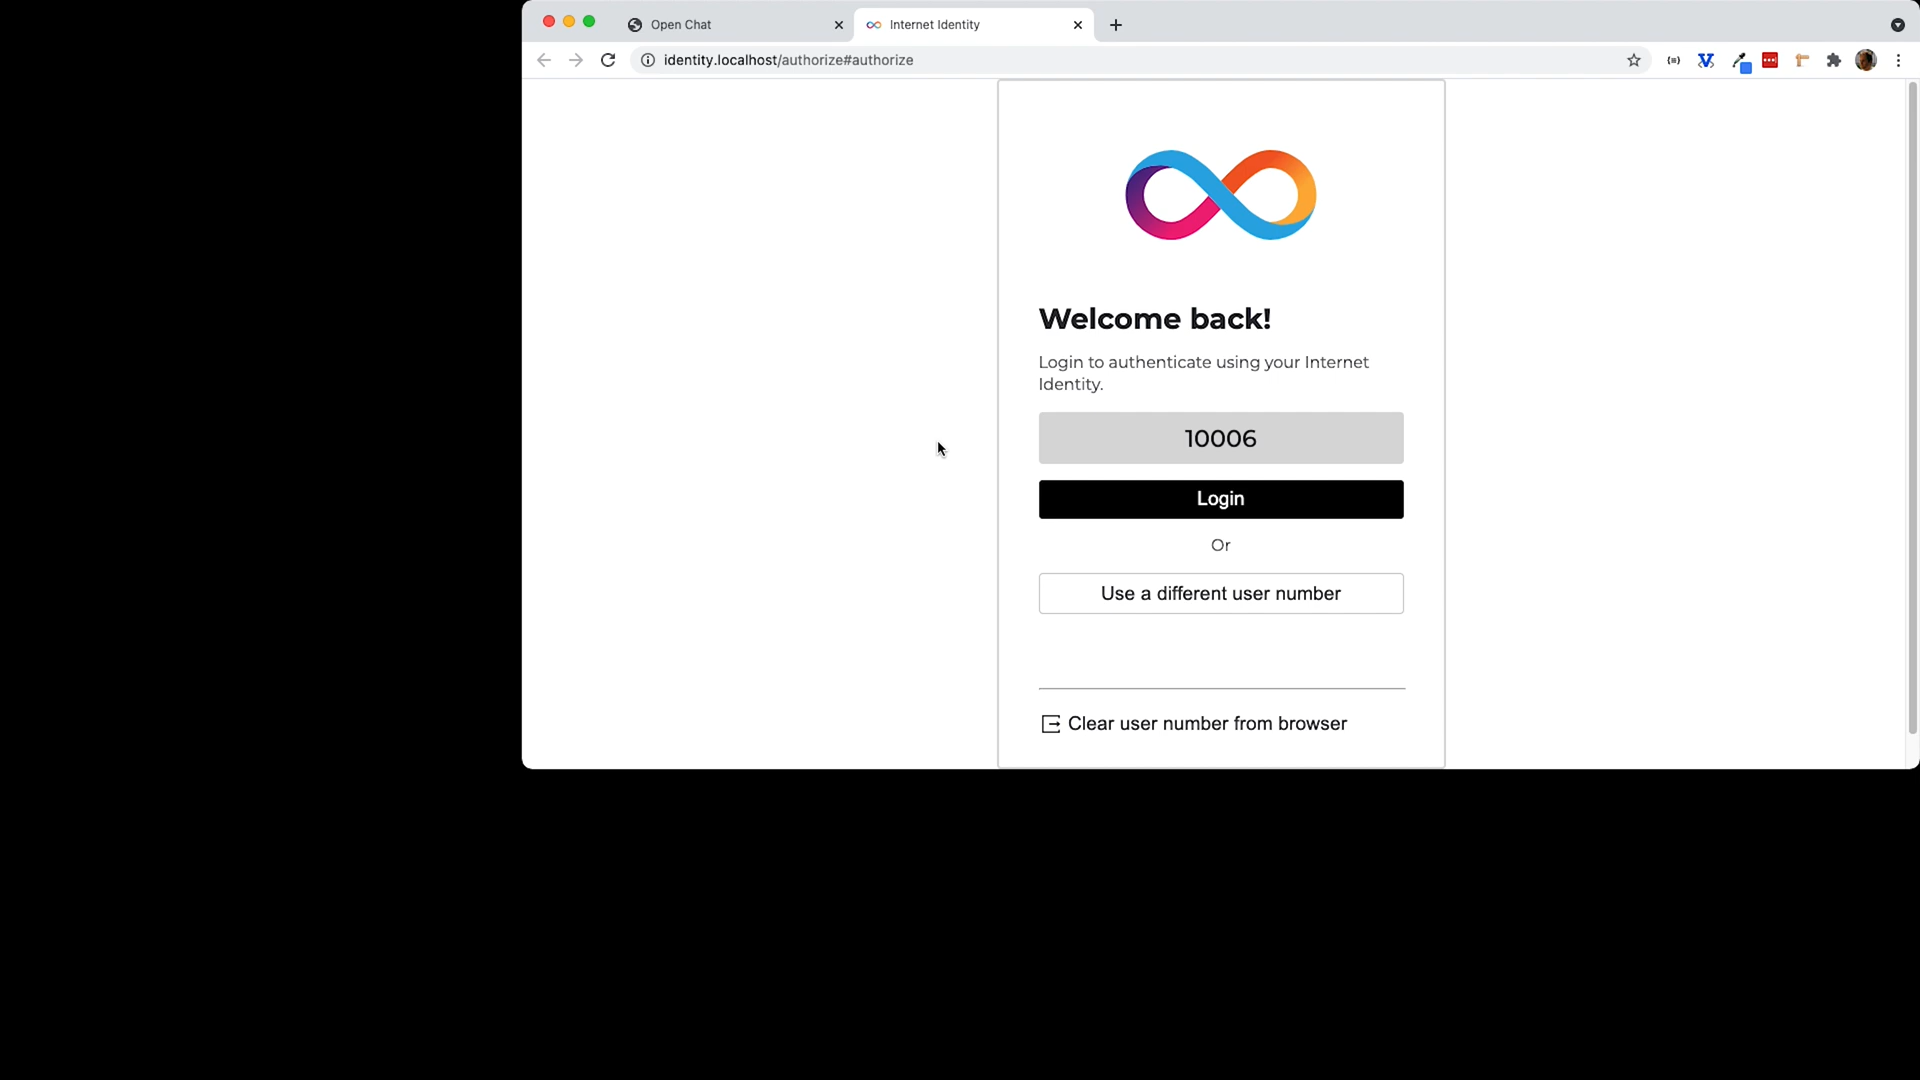 Open Chat
Internet Identity
identity.localhost/authorize#authorize
Welcome back!
Login to authenticate using your Internet
Identity.
10006
Login
Or
Use a different user number
Clear user number from browser